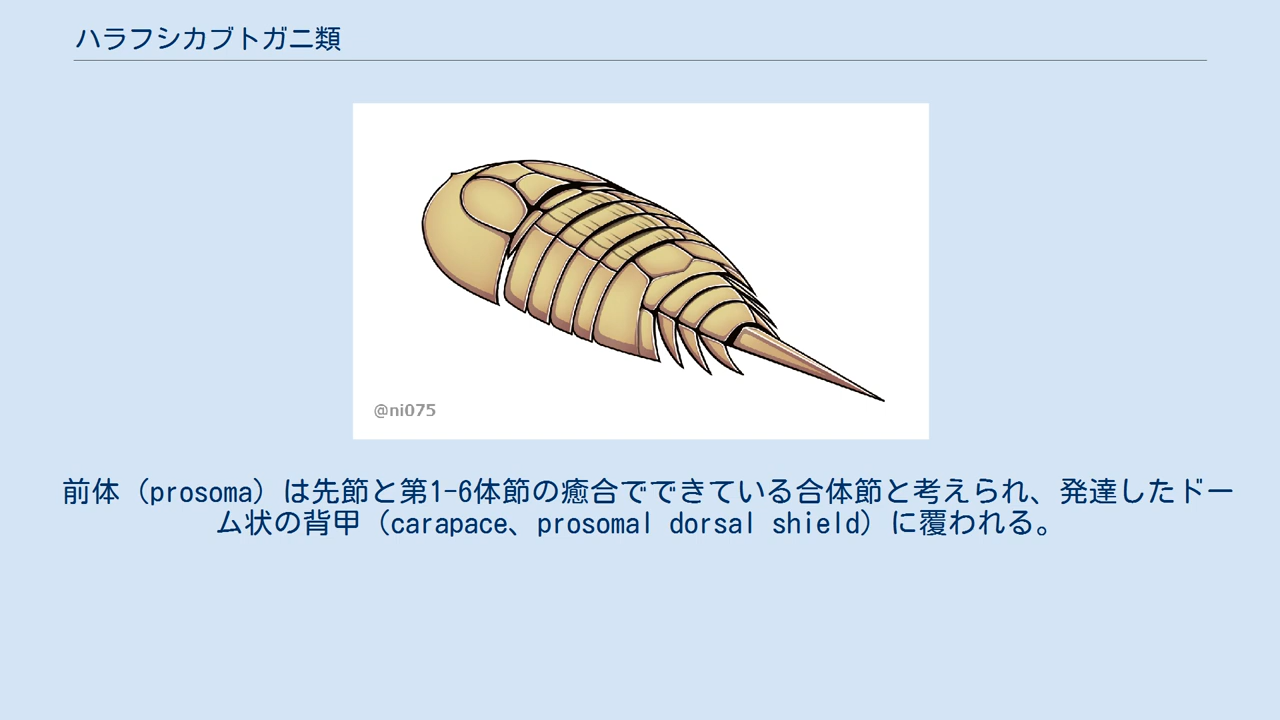 ハラフシカブトガニ類
@ni075
前体（prosoma）は先節と第1-6体節の癒合でできている合体節と考えられ、発達したドー
ム状の背甲（carapace、prosomal dorsal shield）に覆われる。